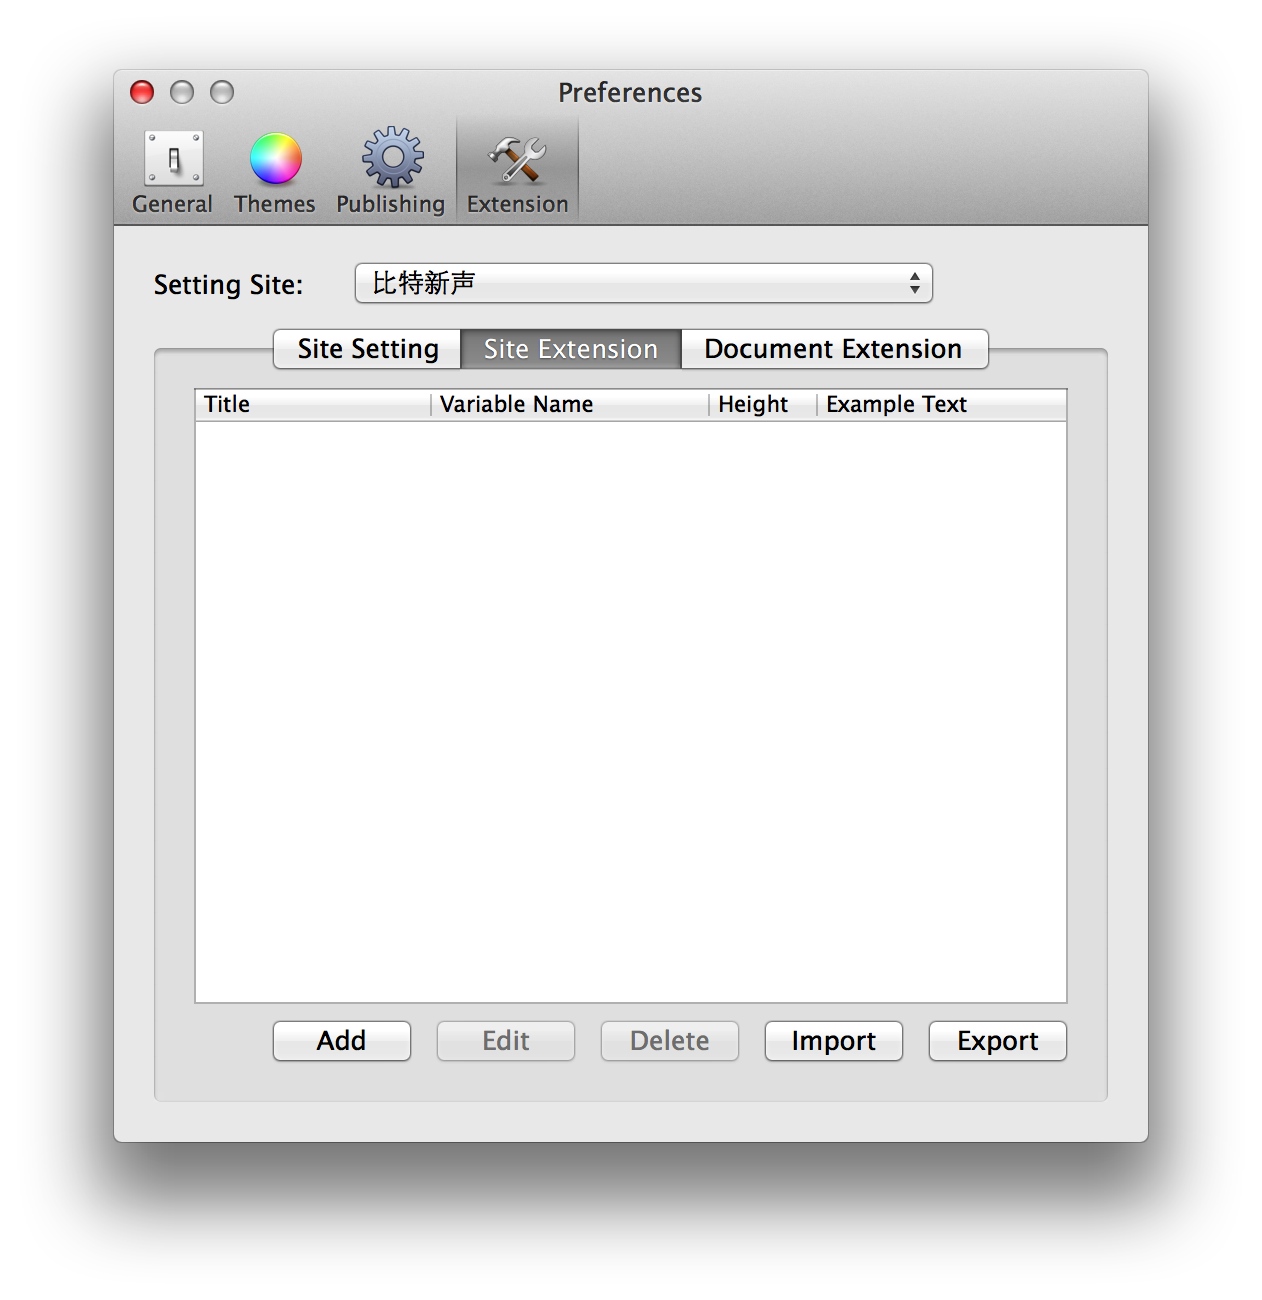 Preferences
General Themes Publishing Extension
Setting Site: 比特新声
Site Setting Site Extension Document Extension
Title Variable Name Height Example Text
Add Edit Delete Import Export